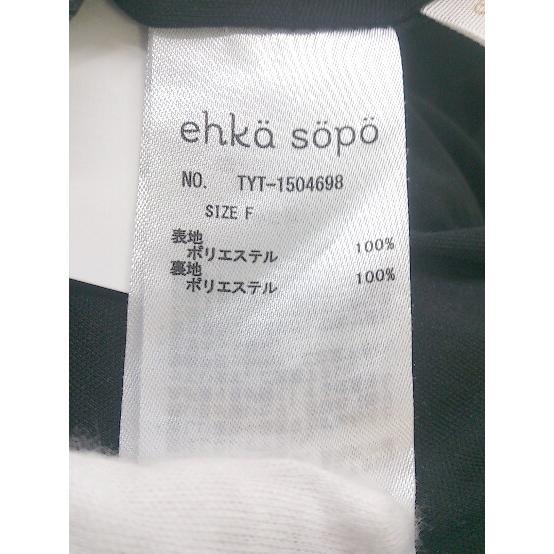 ehkä söpö
NO. TYT-1504698
SIZE F
表地
ポリエステル 100%
裏地
ポリエステル 100%